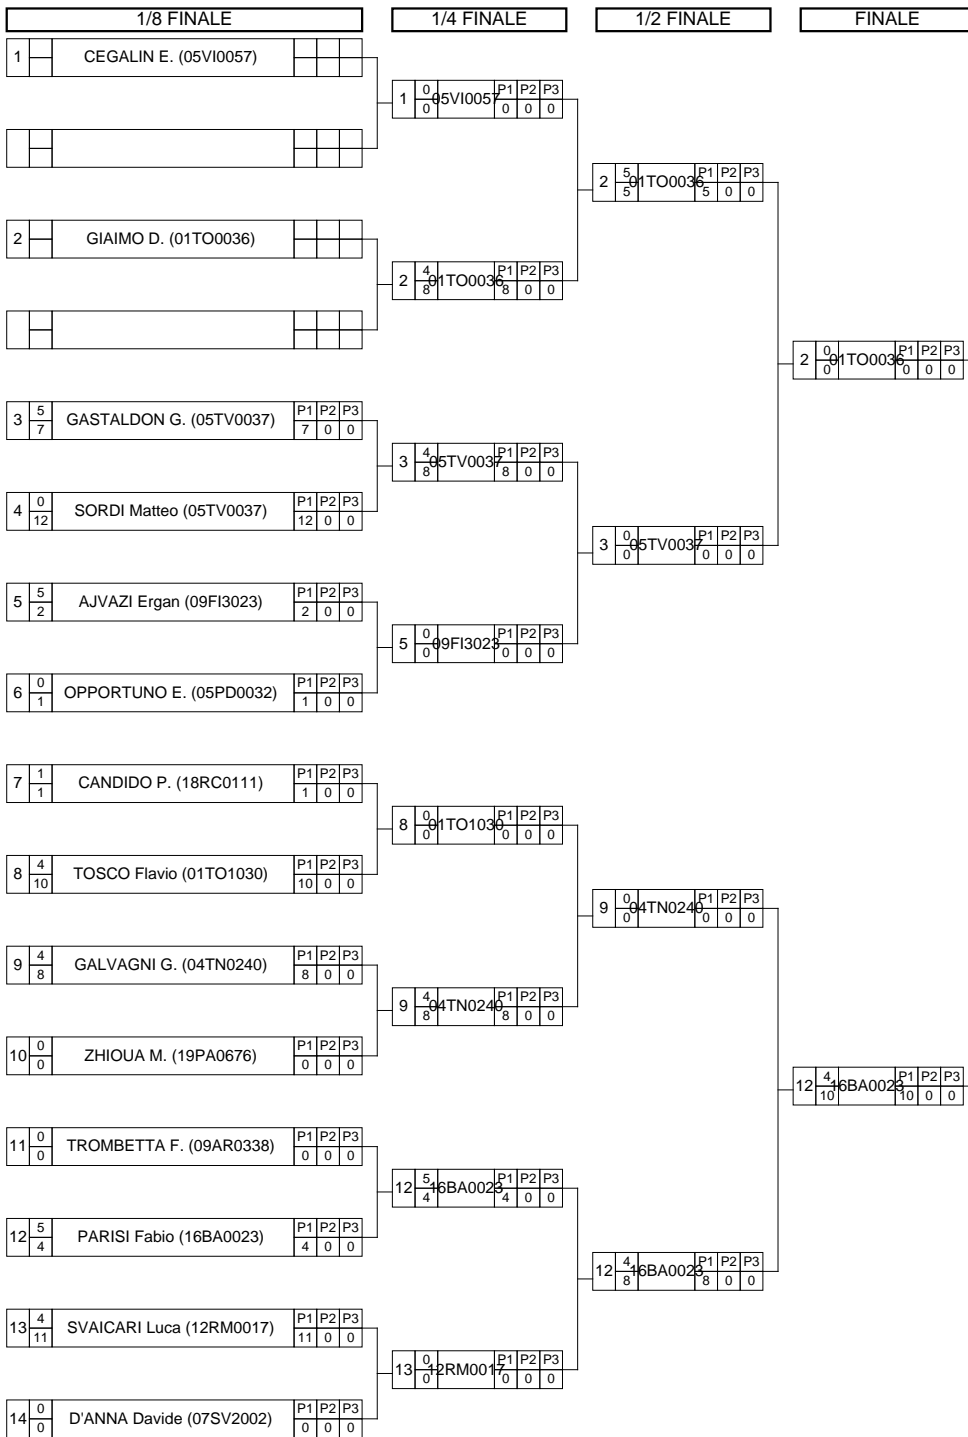 1/8 FINALE 1/4 FINALE 1/2 FINALE FINALE
1 CEGALIN E. (05VI0057)
1 0 0 05VI0057 P1 P2 P3
0 0 0
2 5 5 01TO0036 P1 P2 P3
5 0 0
2 GIAIMO D. (01TO0036)
2 4 8 01TO0036 P1 P2 P3
8 0 0
2 0 0 01TO0036 P1 P2 P3
0 0 0
3 5 7 GASTALDON G. (05TV0037) P1 P2 P3
7 0 0
3 4 8 05TV0037 P1 P2 P3
8 0 0
4 0 12 SORDI Matteo (05TV0037) P1 P2 P3
12 0 0
3 0 0 05TV0037 P1 P2 P3
0 0 0
5 5 2 AJVAZI Ergan (09FI3023) P1 P2 P3
2 0 0
5 0 0 09FI3023 P1 P2 P3
0 0 0
6 0 1 OPPORTUNO E. (05PD0032) P1 P2 P3
1 0 0
7 1 1 CANDIDO P. (18RC0111) P1 P2 P3
1 0 0
8 0 0 01TO1030 P1 P2 P3
0 0 0
8 4 10 TOSCO Flavio (01TO1030) P1 P2 P3
10 0 0
9 0 0 04TN0240 P1 P2 P3
0 0 0
9 4 8 GALVAGNI G. (04TN0240) P1 P2 P3
8 0 0
9 4 8 04TN0240 P1 P2 P3
8 0 0
10 0 0 ZHIOUA M. (19PA0676) P1 P2 P3
0 0 0
12 4 10 16BA0023 P1 P2 P3
10 0 0
11 0 0 TROMBETTA F. (09AR0338) P1 P2 P3
0 0 0
12 5 4 16BA0023 P1 P2 P3
4 0 0
12 5 4 PARISI Fabio (16BA0023) P1 P2 P3
4 0 0
12 4 8 16BA0023 P1 P2 P3
8 0 0
13 4 11 SVAICARI Luca (12RM0017) P1 P2 P3
11 0 0
13 0 0 12RM0017 P1 P2 P3
0 0 0
14 0 0 D'ANNA Davide (07SV2002) P1 P2 P3
0 0 0